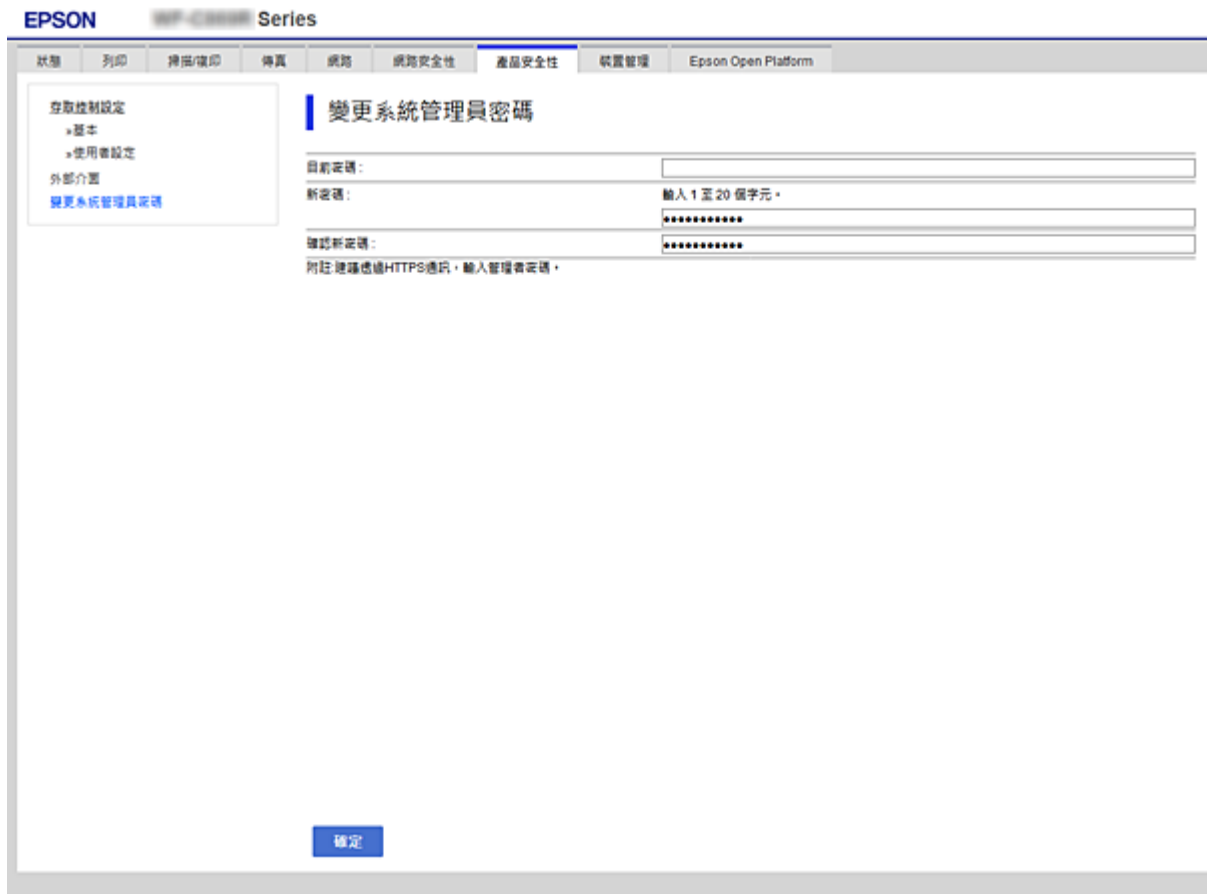 EPSON Series
狀態 列印 掃描/複印 傳真 網路 網路安全性 產品安全性 裝置管理 Epson Open Platform
存取控制設定
»基本
»使用者設定
外部介面
變更系統管理員密碼
變更系統管理員密碼
目前密碼:
新密碼: 輸入 1 至 20 個字元。
•••••••••••
確認新密碼: •••••••••••
附註:建議透過HTTPS通訊,輸入管理者密碼。
確定